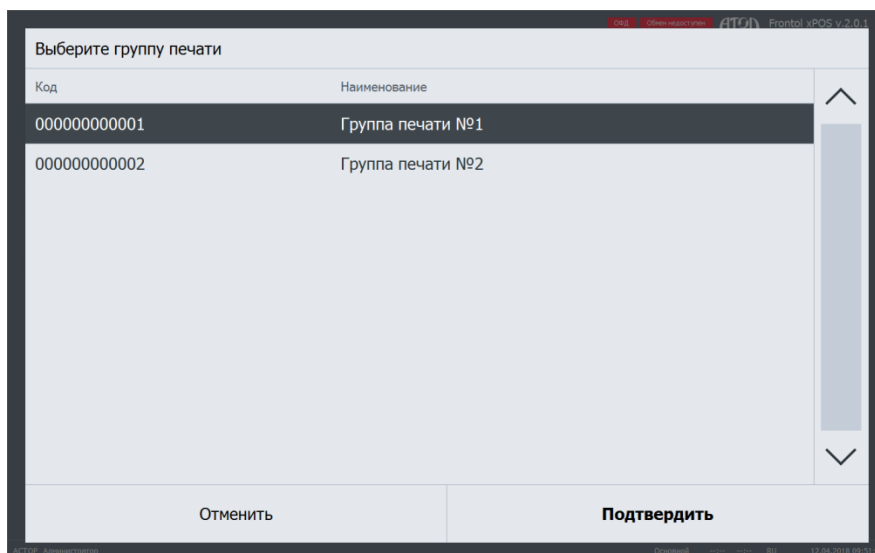 ОФД Обмен недоступен АТОЛ Frontol xPOS v.2.0.1
Выберите группу печати
Код Наименование
000000000001 Группа печати №1
000000000002 Группа печати №2
Отменить Подтвердить
АСТОР Администратор Основной --:-- --:-- RU 12.04.2018 09:51